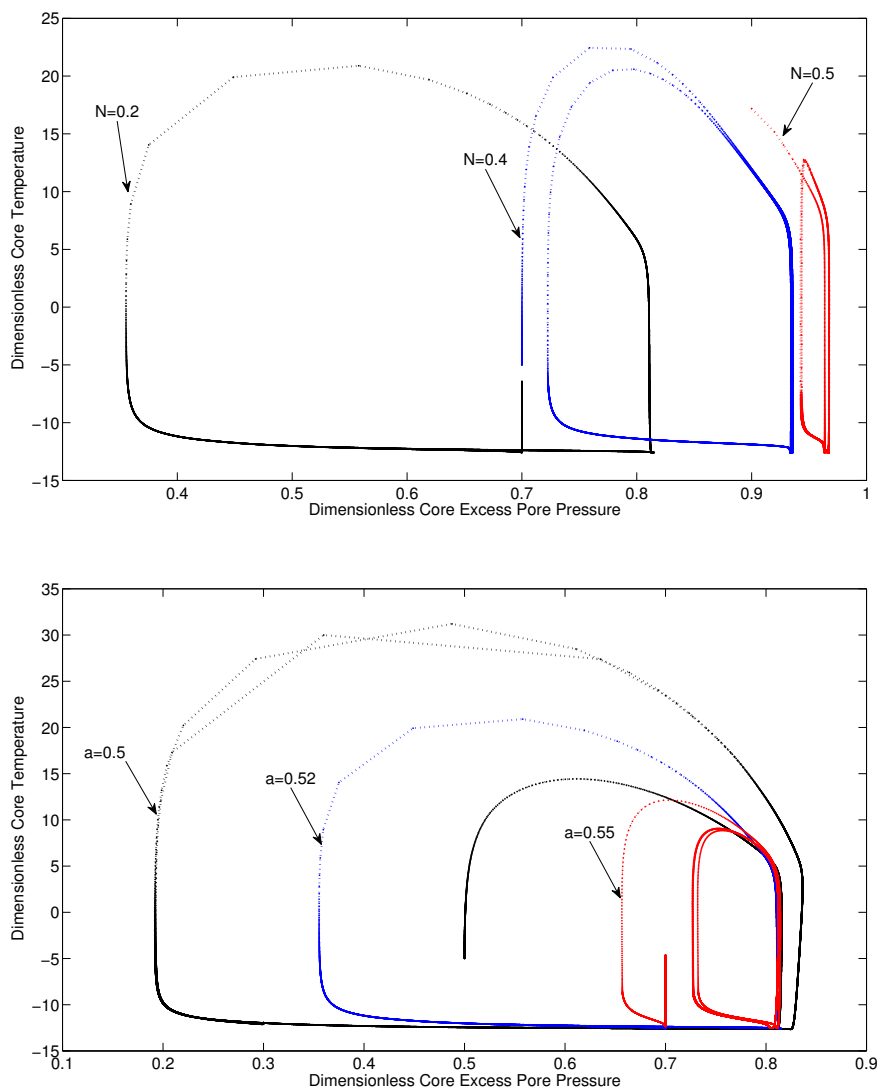 25
20
15
10
5
0
−5
−10
−15
Dimensionless Core Temperature
N=0.2
N=0.4
N=0.5
0.4 0.5 0.6 0.7 0.8 0.9 1
Dimensionless Core Excess Pore Pressure
35
30
25
20
15
10
5
0
−5
−10
−15
Dimensionless Core Temperature
a=0.5
a=0.52
a=0.55
0.1 0.2 0.3 0.4 0.5 0.6 0.7 0.8 0.9
Dimensionless Core Excess Pore Pressure